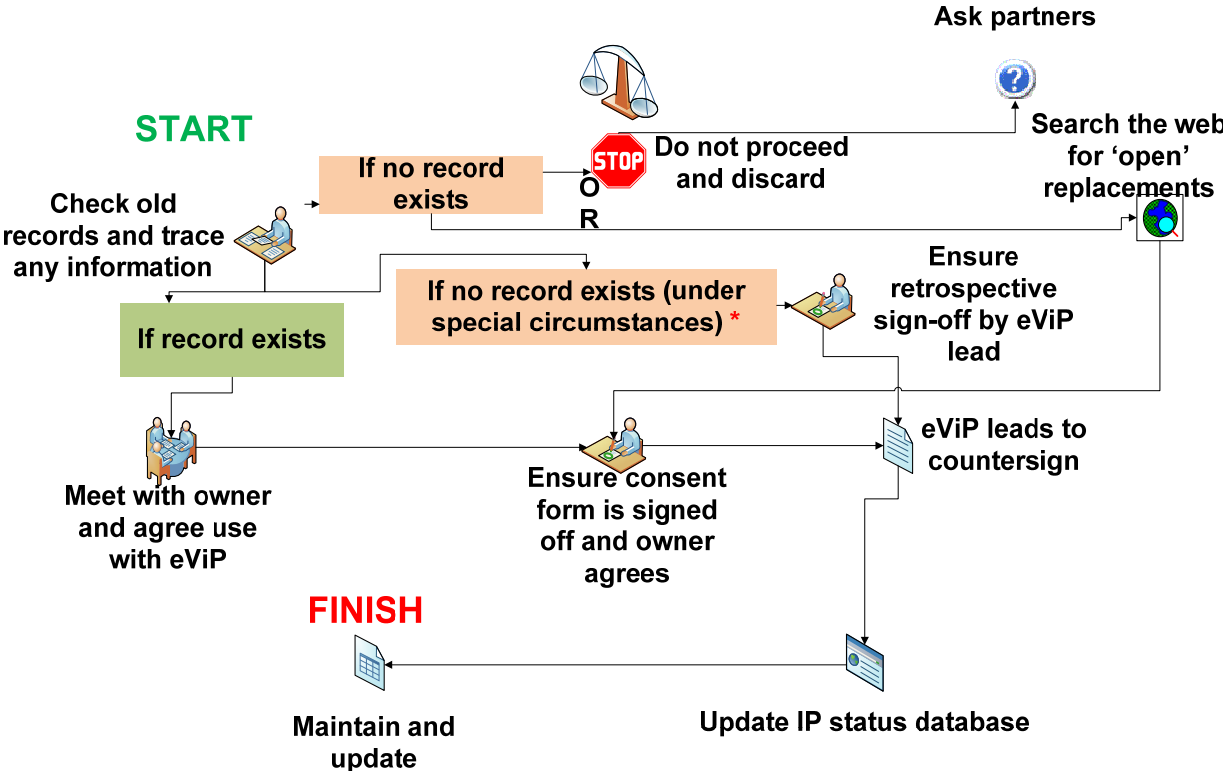 Ask partners
START
STOP
Do not proceed
and discard
Search the web
for ‘open’
replacements
If no record
exists
O
R
Check old
records and trace
any information
If no record exists (under
special circumstances) *
Ensure
retrospective
sign-off by eViP
lead
If record exists
eViP leads to
countersign
Meet with owner
and agree use
with eViP
Ensure consent
form is signed
off and owner
agrees
FINISH
Maintain and
update
Update IP status database